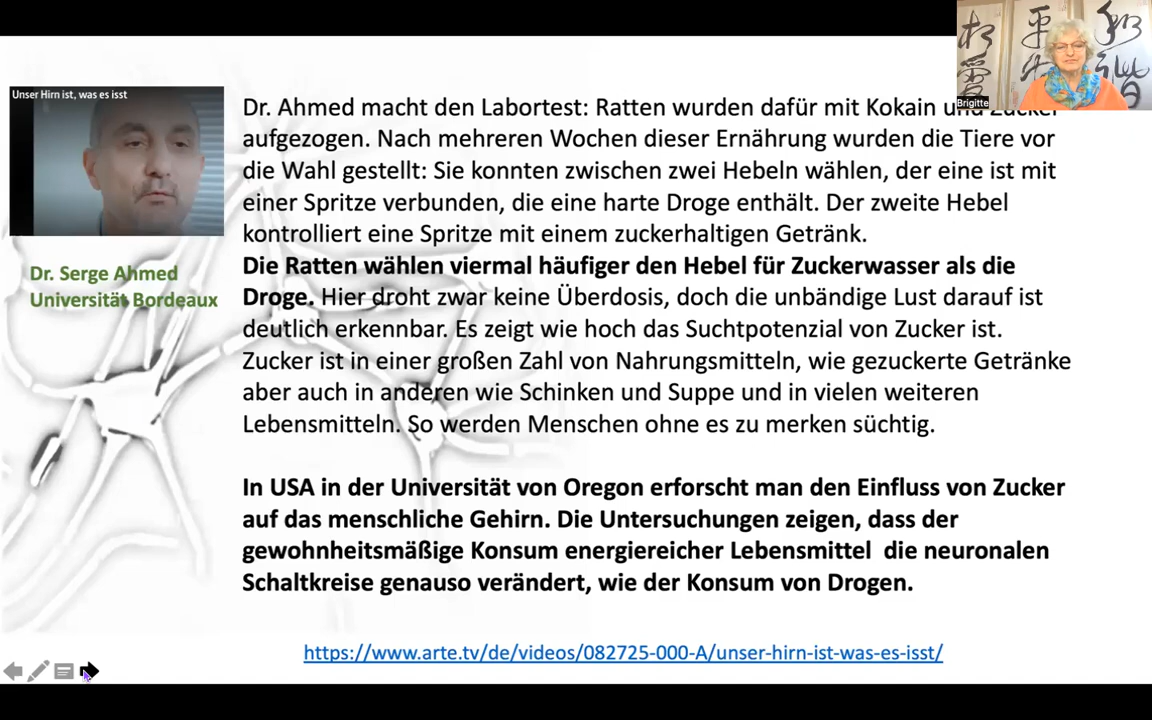 Unser Hirn ist, was es isst
Dr. Serge Ahmed
Universität Bordeaux
Dr. Ahmed macht den Labortest: Ratten wurden dafür mit Kokain und Zucker
aufgezogen. Nach mehreren Wochen dieser Ernährung wurden die Tiere vor
die Wahl gestellt: Sie konnten zwischen zwei Hebeln wählen, der eine ist mit
einer Spritze verbunden, die eine harte Droge enthält. Der zweite Hebel
kontrolliert eine Spritze mit einem zuckerhaltigen Getränk.
Die Ratten wählen viermal häufiger den Hebel für Zuckerwasser als die
Droge. Hier droht zwar keine Überdosis, doch die unbändige Lust darauf ist
deutlich erkennbar. Es zeigt wie hoch das Suchtpotenzial von Zucker ist.
Zucker ist in einer großen Zahl von Nahrungsmitteln, wie gezuckerte Getränke
aber auch in anderen wie Schinken und Suppe und in vielen weiteren
Lebensmitteln. So werden Menschen ohne es zu merken süchtig.
In USA in der Universität von Oregon erforscht man den Einfluss von Zucker
auf das menschliche Gehirn. Die Untersuchungen zeigen, dass der
gewohnheitsmäßige Konsum energiereicher Lebensmittel die neuronalen
Schaltkreise genauso verändert, wie der Konsum von Drogen.
https://www.arte.tv/de/videos/082725-000-A/unser-hirn-ist-was-es-isst/
Brigitte